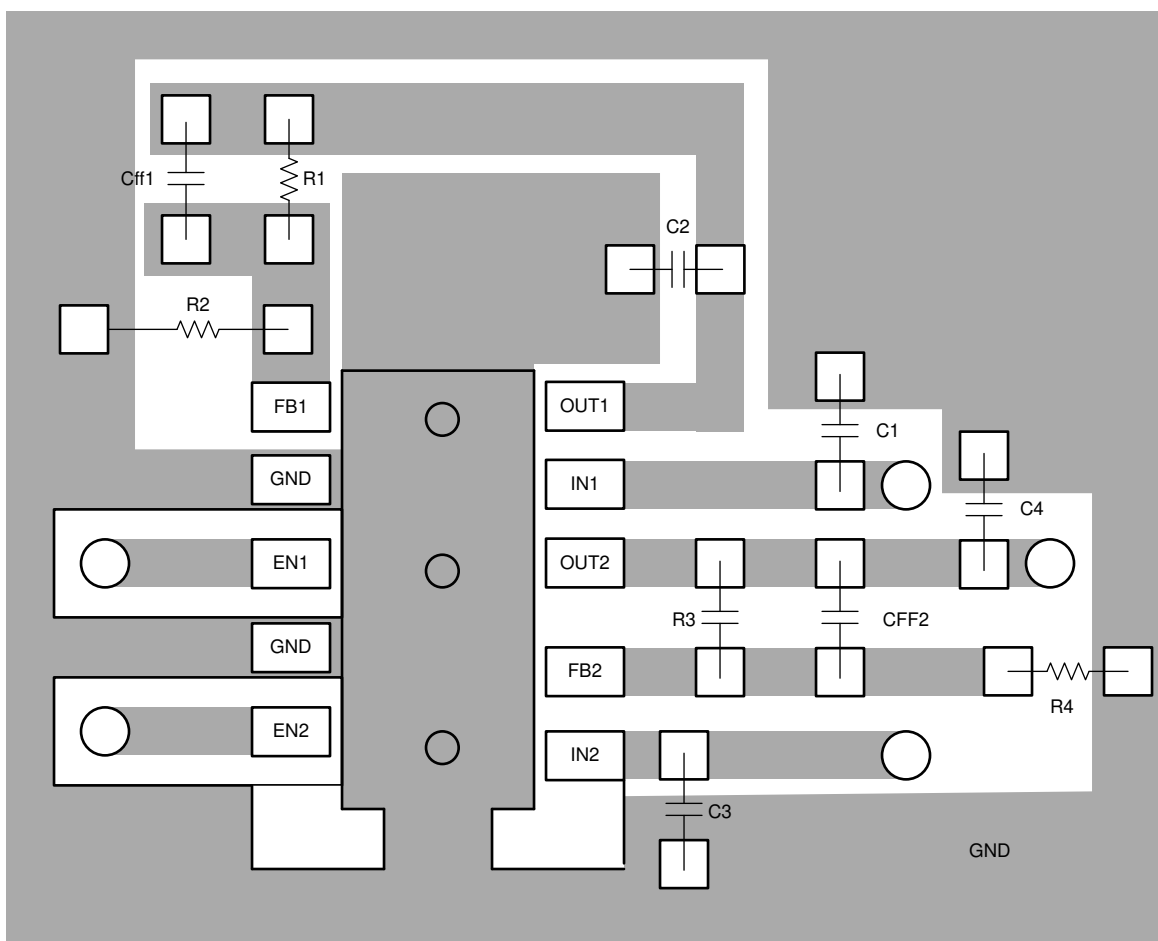 Cff1
R1
C2
R2
FB1
OUT1
C1
GND
IN1
C4
EN1
OUT2
R3
CFF2
GND
FB2
R4
EN2
IN2
C3
GND